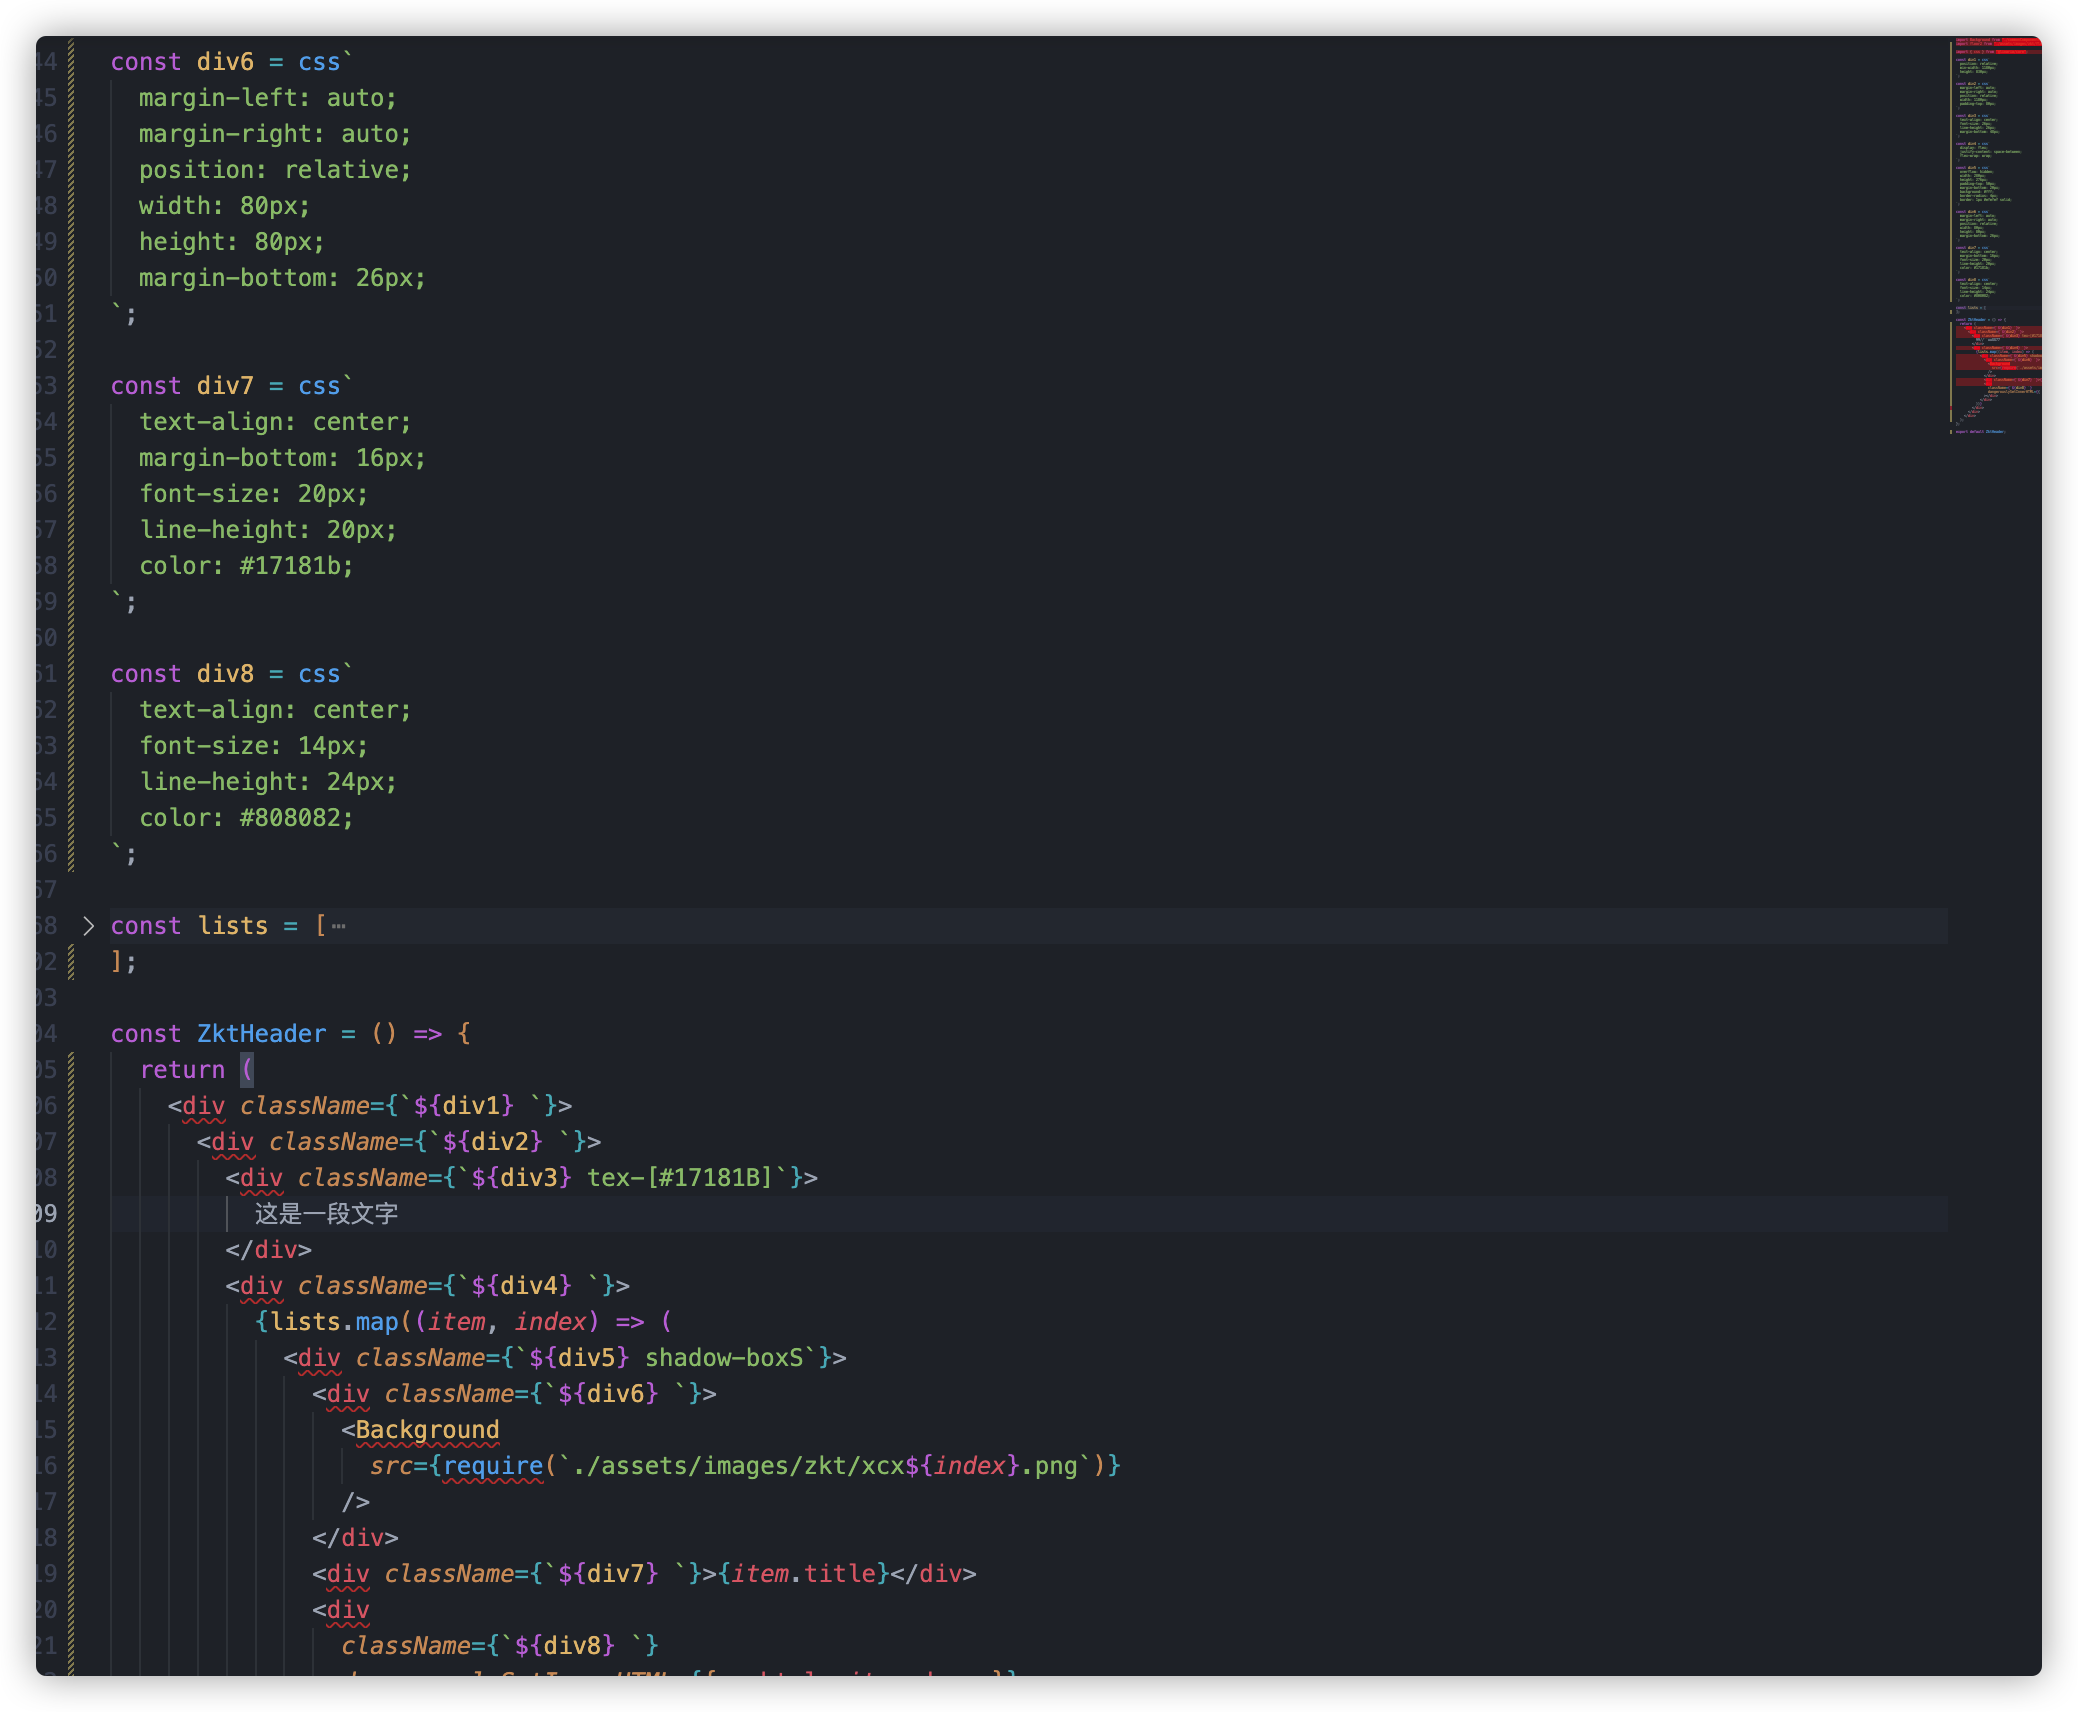 44 const div6 = css`
45 margin-left: auto;
46 margin-right: auto;
47 position: relative;
48 width: 80px;
49 height: 80px;
50 margin-bottom: 26px;
51 `;
52
53 const div7 = css`
54 text-align: center;
55 margin-bottom: 16px;
56 font-size: 20px;
57 line-height: 20px;
58 color: #17181b;
59 `;
60
61 const div8 = css`
62 text-align: center;
63 font-size: 14px;
64 line-height: 24px;
65 color: #808082;
66 `;
67
68 const lists = [⋯
02 ];
03
04 const ZktHeader = () => {
05 return (
06 <div className={`${div1} `}>
07 <div className={`${div2} `}>
08 <div className={`${div3} tex-[#17181B]`}>
09 这是一段文字
10 </div>
11 <div className={`${div4} `}>
12 {lists.map((item, index) => (
13 <div className={`${div5} shadow-boxS`}>
14 <div className={`${div6} `}>
15 <Background
16 src={require(`./assets/images/zkt/xcx${index}.png`)}
17 />
18 </div>
19 <div className={`${div7} `}>{item.title}</div>
20 <div
21 className={`${div8} `}